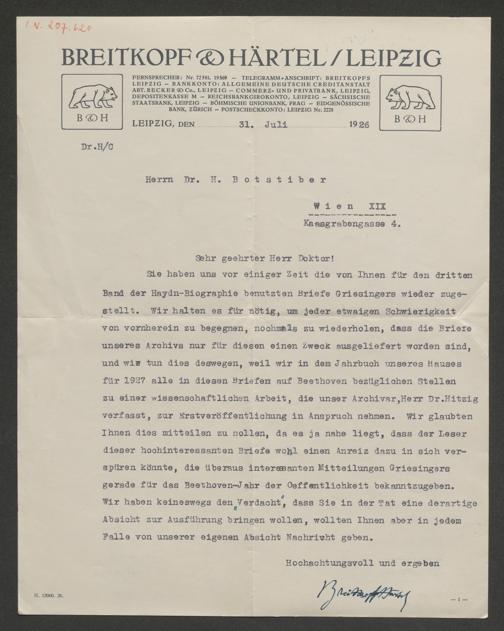 I.N. 207.621
BREITKOPF & HÄRTEL / LEIPZIG
FERNSPRECHER: Nr. 72791, 19369 — TELEGRAMM-ANSCHRIFT: BREITKOPFS
LEIPZIG — BANKKONTO: ALLGEMEINE DEUTSCHE CREDITANSTALT
ABT. BECKER & Co., LEIPZIG — COMMERZ- UND PRIVATBANK, LEIPZIG,
DEPOSITENKASSE M — REICHSBANKGIROKONTO, LEIPZIG — SÄCHSISCHE
STAATSBANK, LEIPZIG — BÖHMISCHE UNIONBANK, PRAG — EIDGENÖSSISCHE
BANK, ZÜRICH — POSTSCHECKKONTO: LEIPZIG Nr. 2228
B & H
B & H
LEIPZIG, DEN 31. Juli 1926
Dr.H/C
Herrn Dr. H. Botstiber
Wien XIX
Kaasgrabengasse 4.
Sehr geehrter Herr Doktor!
Sie haben uns vor einiger Zeit die von Ihnen für den dritten
Band der Haydn-Biographie benutzten Briefe Griesingers wieder zuge-
stellt. Wir halten es für nötig, um jeder etwaigen Schwierigkeit
von vornherein zu begegnen, nochmals zu wiederholen, dass die Briefe
unseres Archivs nur für diesen einen Zweck ausgeliefert worden sind,
und wir tun dies deswegen, weil wir in dem Jahrbuch unseres Hauses
für 1927 alle in diesen Briefen auf Beethoven bezüglichen Stellen
zu einer wissenschaftlichen Arbeit, die unser Archivar,Herr Dr.Hitzig
verfasst, zur Erstveröffentlichung in Anspruch nehmen. Wir glaubten
Ihnen dies mitteilen zu sollen, da es ja nahe liegt, dass der Leser
dieser hochinteressanten Briefe wohl einen Anreiz dazu in sich ver-
spüren könnte, die überaus interessanten Mitteilungen Griesingers
gerade für das Beethoven-Jahr der Oeffentlichkeit bekanntzugeben.
Wir haben keineswegs den „Verdacht", dass Sie in der Tat eine derartige
Absicht zur Ausführung bringen wollen, wollten Ihnen aber in jedem
Falle von unserer eigenen Absicht Nachricht geben.
Hochachtungsvoll und ergeben
Breitkopf & Härtel
— 1 —